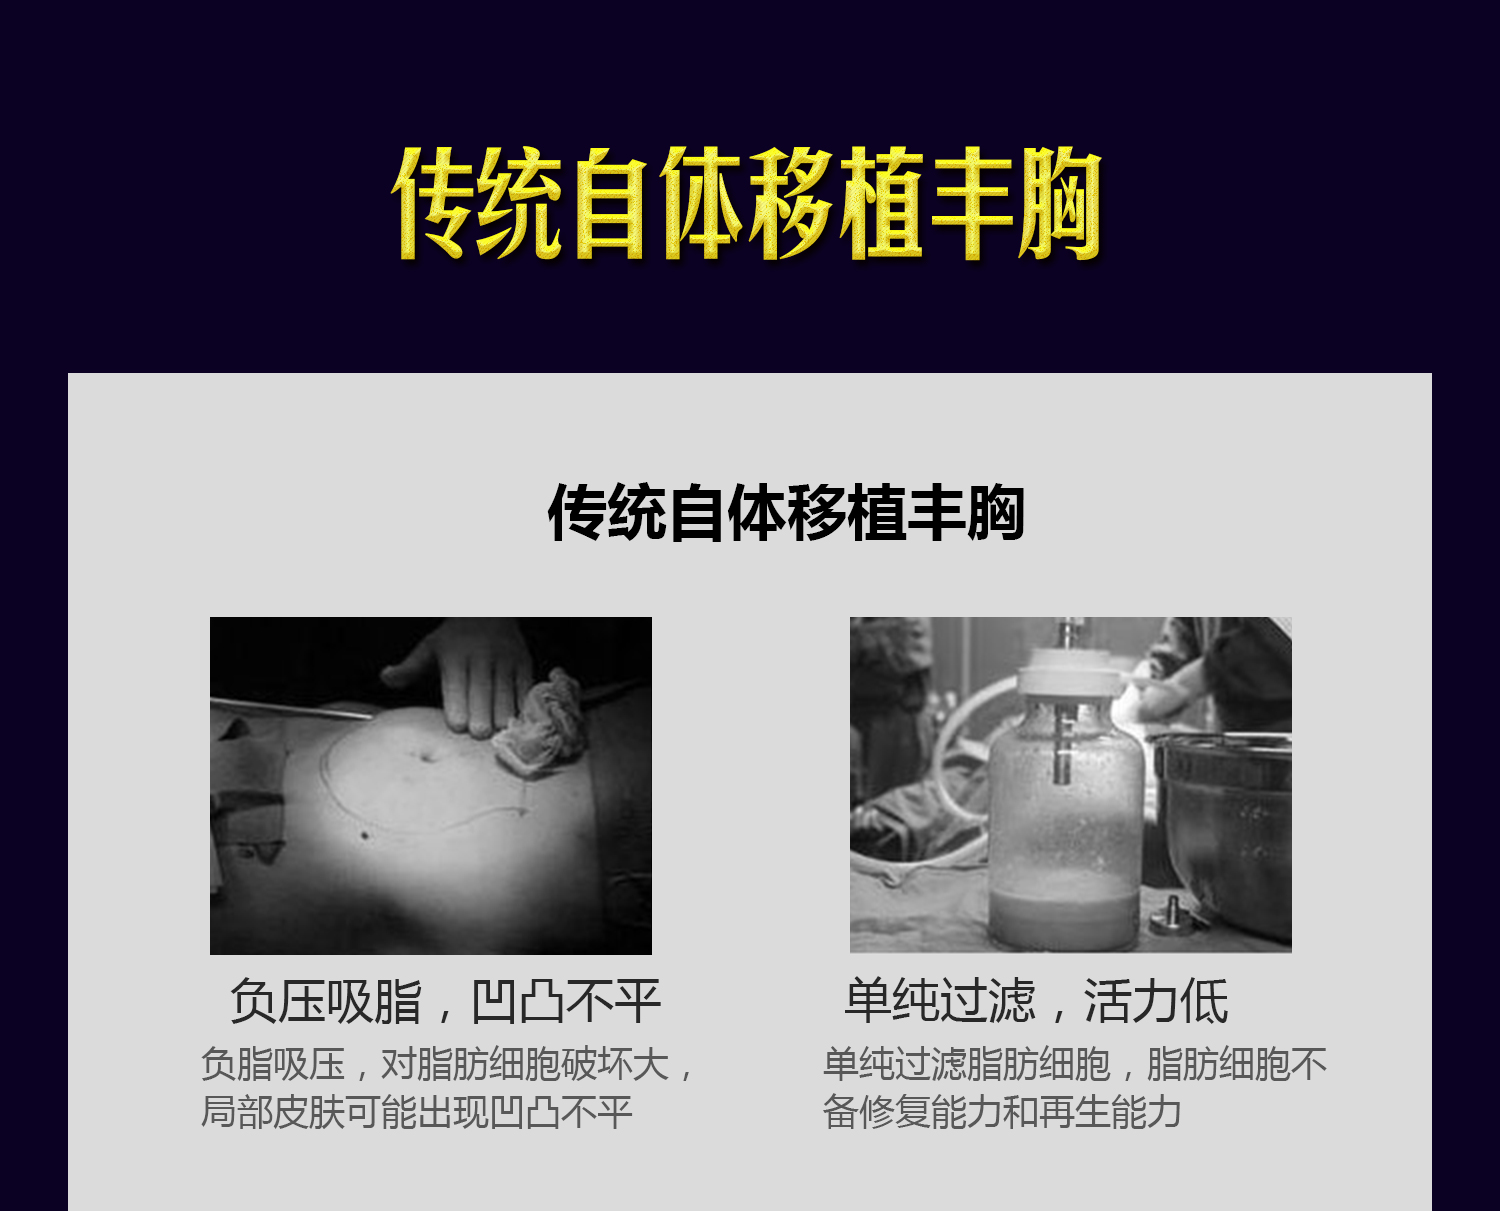 传统自体移植丰胸
传统自体移植丰胸
负压吸脂，凹凸不平
负脂吸压，对脂肪细胞破坏大，
局部皮肤可能出现凹凸不平
单纯过滤，活力低
单纯过滤脂肪细胞，脂肪细胞不
备修复能力和再生能力